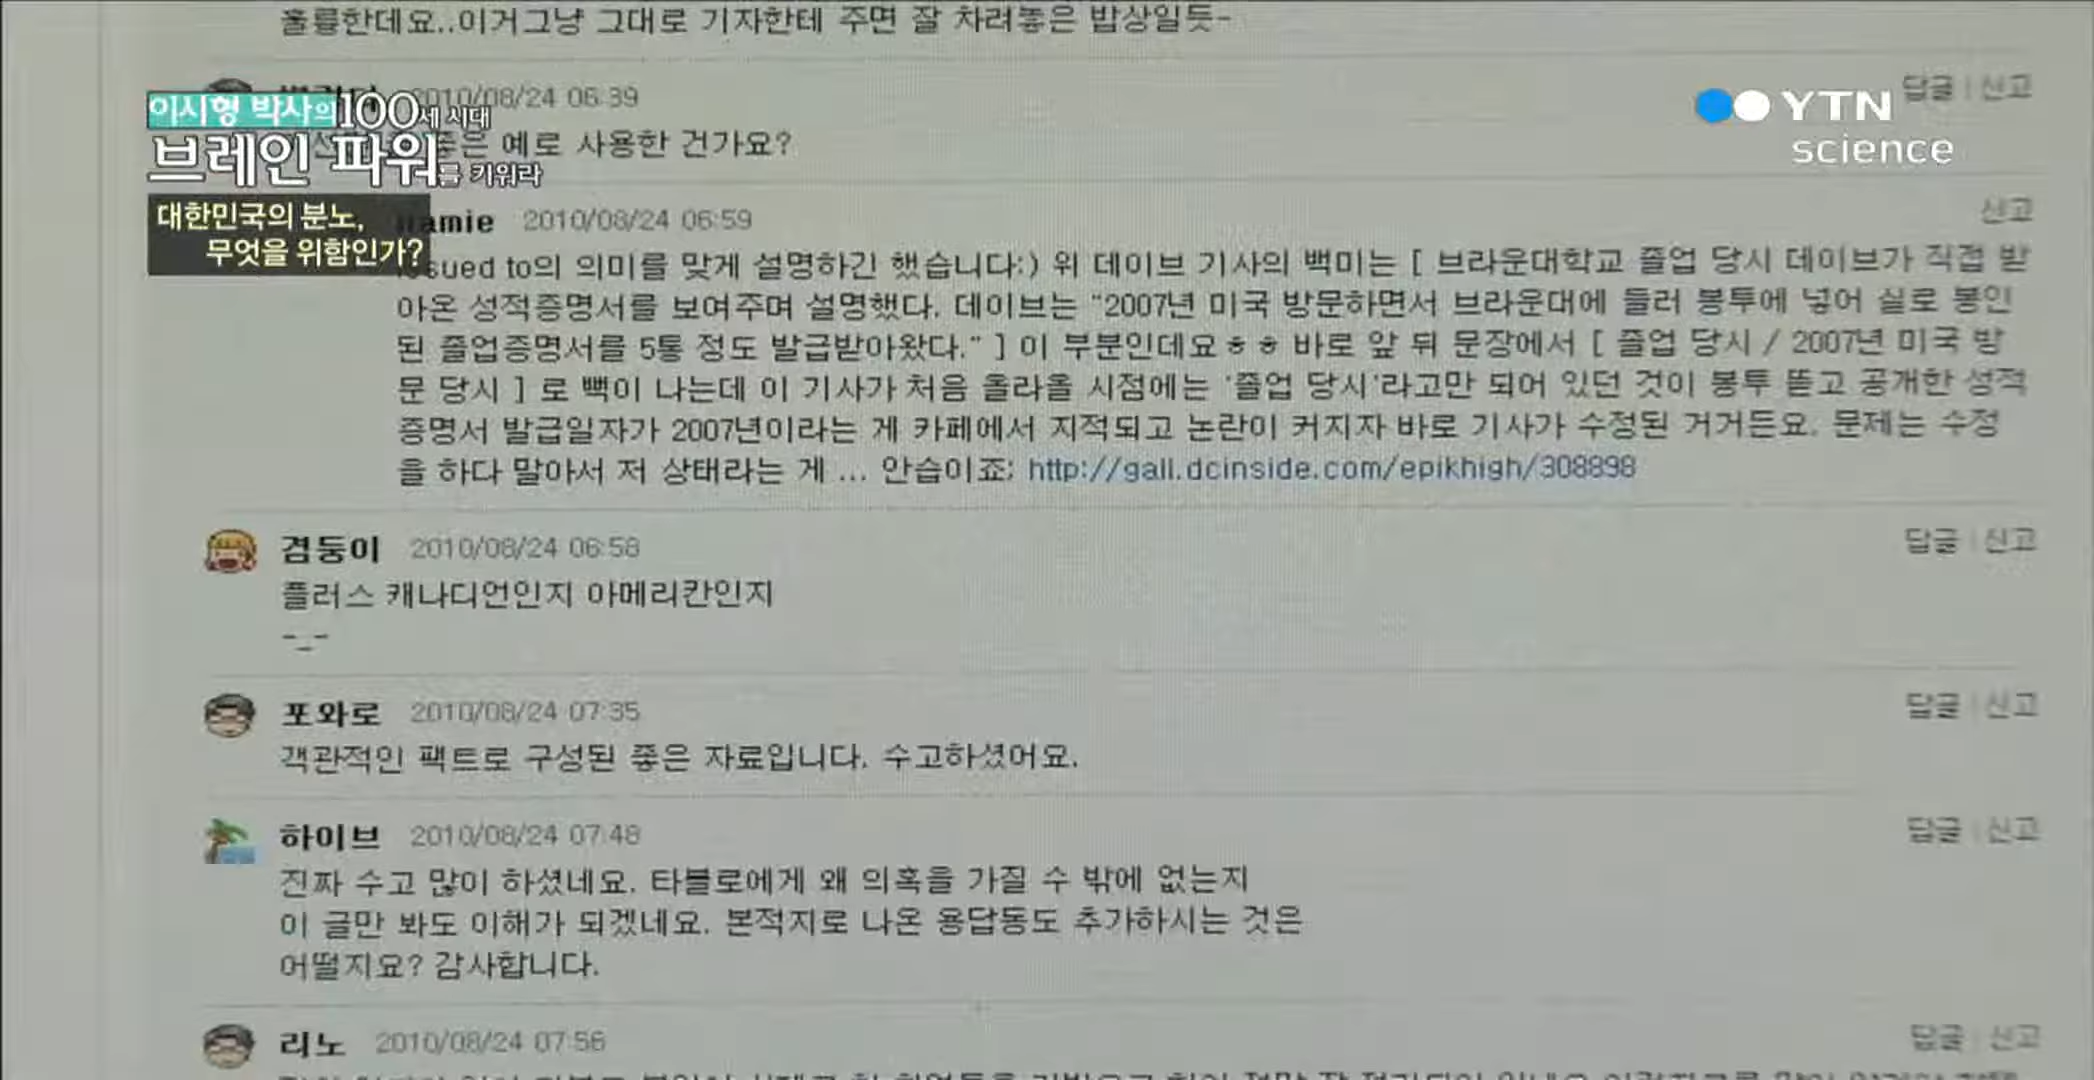 훌륭한데요..이거그냥 그대로 기자한테 주면 잘 차려놓은 밥상일듯-
2010/08/24 06:39
답글 | 신고
좋은 예로 사용한 건가요?
이시형 박사의 100세 시대
브레인 파워를 키워라
대한민국의 분노,
무엇을 위함인가?
YTN
science
amie 2010/08/24 06:59
신고
sued to의 의미를 맞게 설명하긴 했습니다:) 위 데이브 기사의 백미는 [ 브라운대학교 졸업 당시 데이브가 직접 받
아온 성적증명서를 보여주며 설명했다. 데이브는 "2007년 미국 방문하면서 브라운대에 들러 봉투에 넣어 실로 봉인
된 졸업증명서를 5통 정도 발급받아왔다." ] 이 부분인데요ㅎㅎ 바로 앞 뒤 문장에서 [ 졸업 당시 / 2007년 미국 방
문 당시 ] 로 뻑이 나는데 이 기사가 처음 올라올 시점에는 '졸업 당시'라고만 되어 있던 것이 봉투 뜯고 공개한 성적
증명서 발급일자가 2007년이라는 게 카페에서 지적되고 논란이 커지자 바로 기사가 수정된 거거든요. 문제는 수정
을 하다 말아서 저 상태라는 게 ... 안습이죠; http://gall.dcinside.com/epikhigh/308898
겸둥이 2010/08/24 06:58
답글 | 신고
플러스 캐나디언인지 아메리칸인지
-_-
포와로 2010/08/24 07:35
답글 | 신고
객관적인 팩트로 구성된 좋은 자료입니다. 수고하셨어요.
하이브 2010/08/24 07:48
답글 | 신고
진짜 수고 많이 하셨네요. 타블로에게 왜 의혹을 가질 수 밖에 없는지
이 글만 봐도 이해가 되겠네요. 본적지로 나온 용답동도 추가하시는 것은
어떨지요? 감사합니다.
리노 2010/08/24 07:56
답글 | 신고